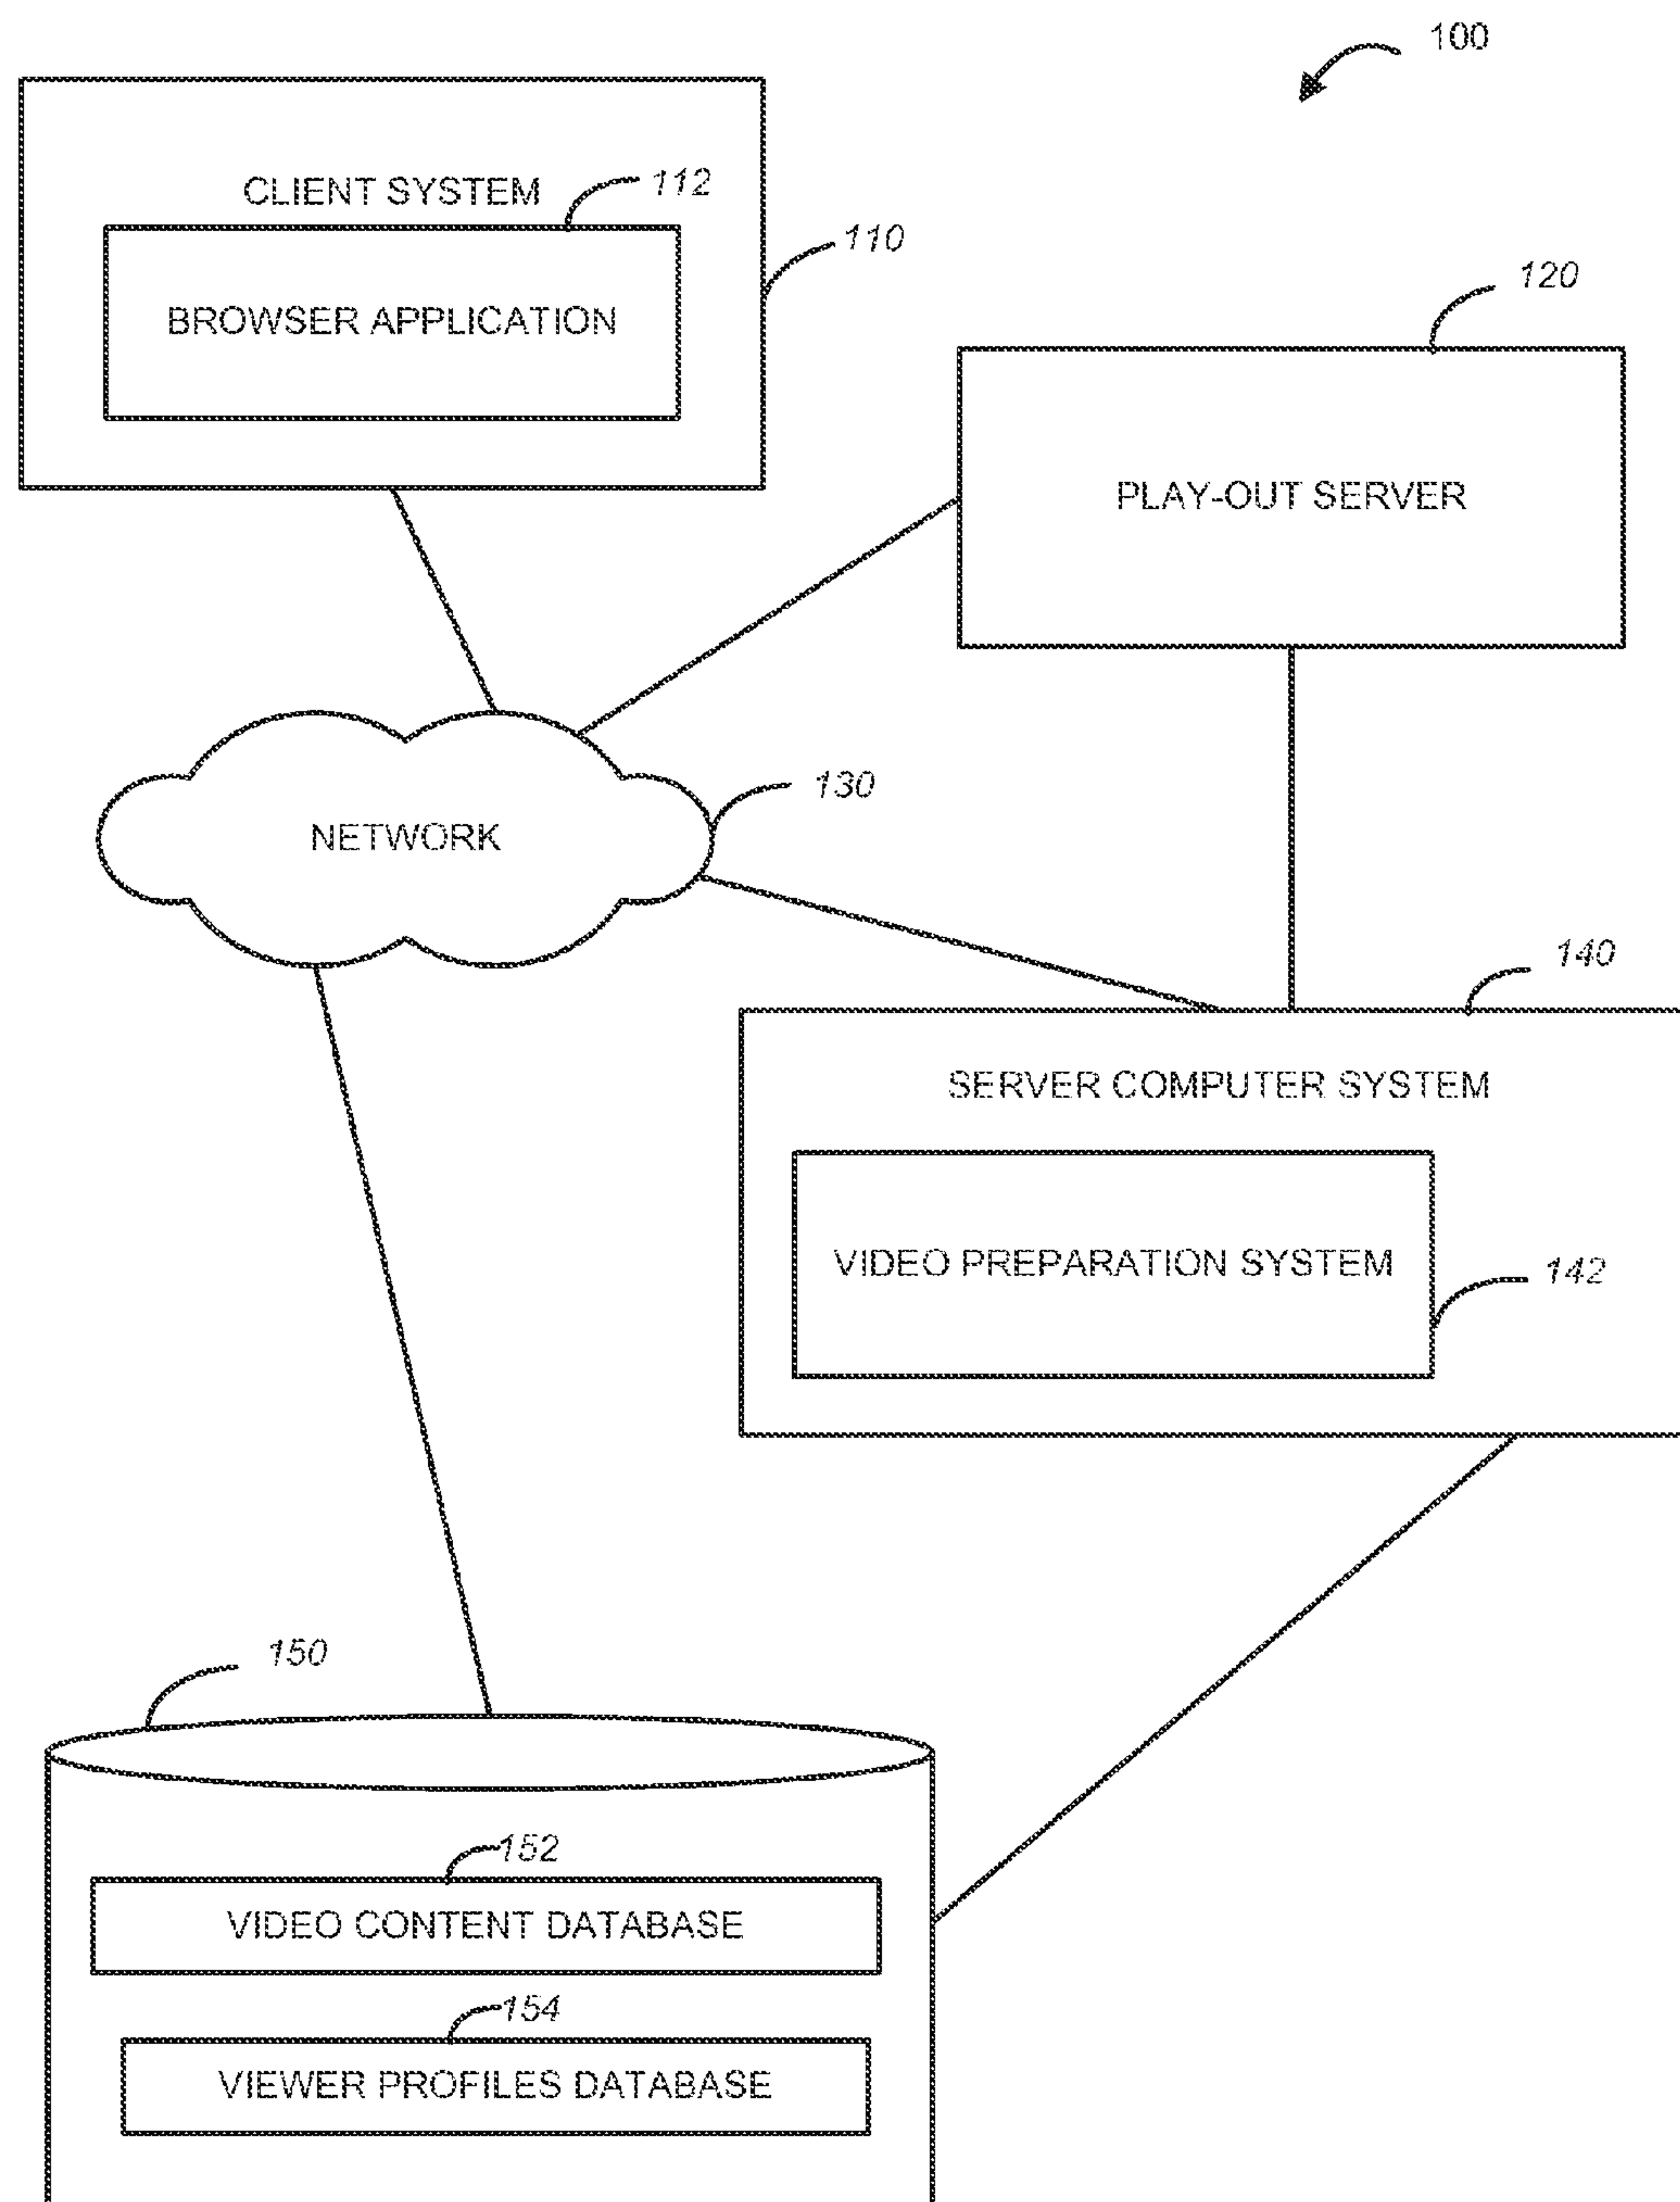 100
CLIENT SYSTEM
112
110
BROWSER APPLICATION
120
PLAY-OUT SERVER
130
NETWORK
140
SERVER COMPUTER SYSTEM
VIDEO PREPARATION SYSTEM
142
150
152
VIDEO CONTENT DATABASE
154
VIEWER PROFILES DATABASE